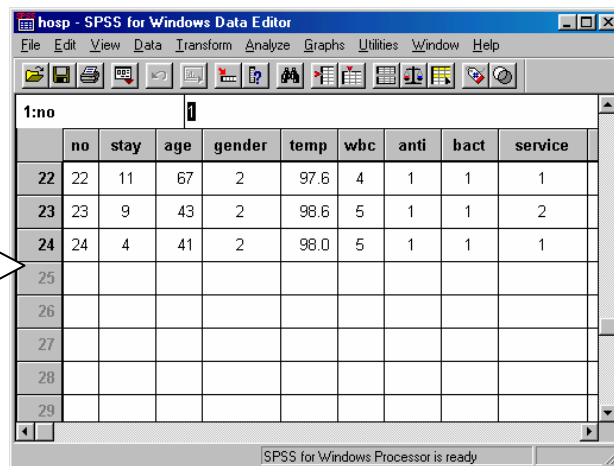 hosp - SPSS for Windows Data Editor
File Edit View Data Transform Analyze Graphs Utilities Window Help
1:no 1
no stay age gender temp wbc anti bact service
22 22 11 67 2 97.6 4 1 1 1
23 23 9 43 2 98.6 5 1 1 2
24 24 4 41 2 98.0 5 1 1 1
25
26
27
28
29
SPSS for Windows Processor is ready